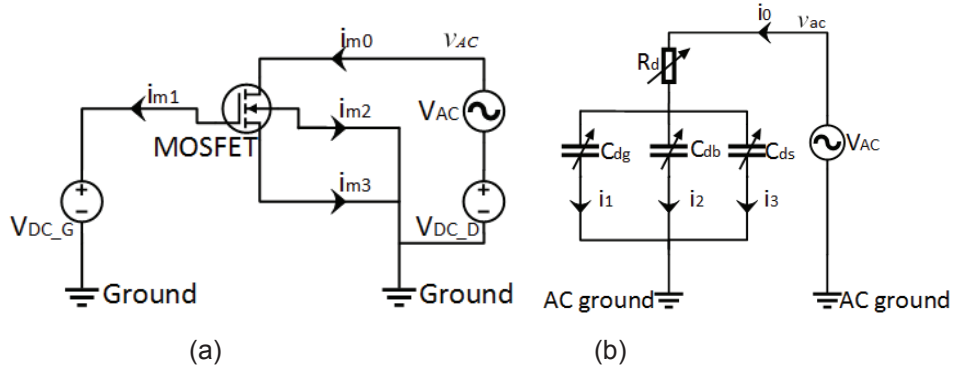 im0
vAC
im1
im2
VAC
MOSFET
im3
+
−
VDC_G
+
−
VDC_D
Ground
Ground
(a)
i0
vac
Rd
Cdg
Cdb
Cds
VAC
i1
i2
i3
AC ground
AC ground
(b)